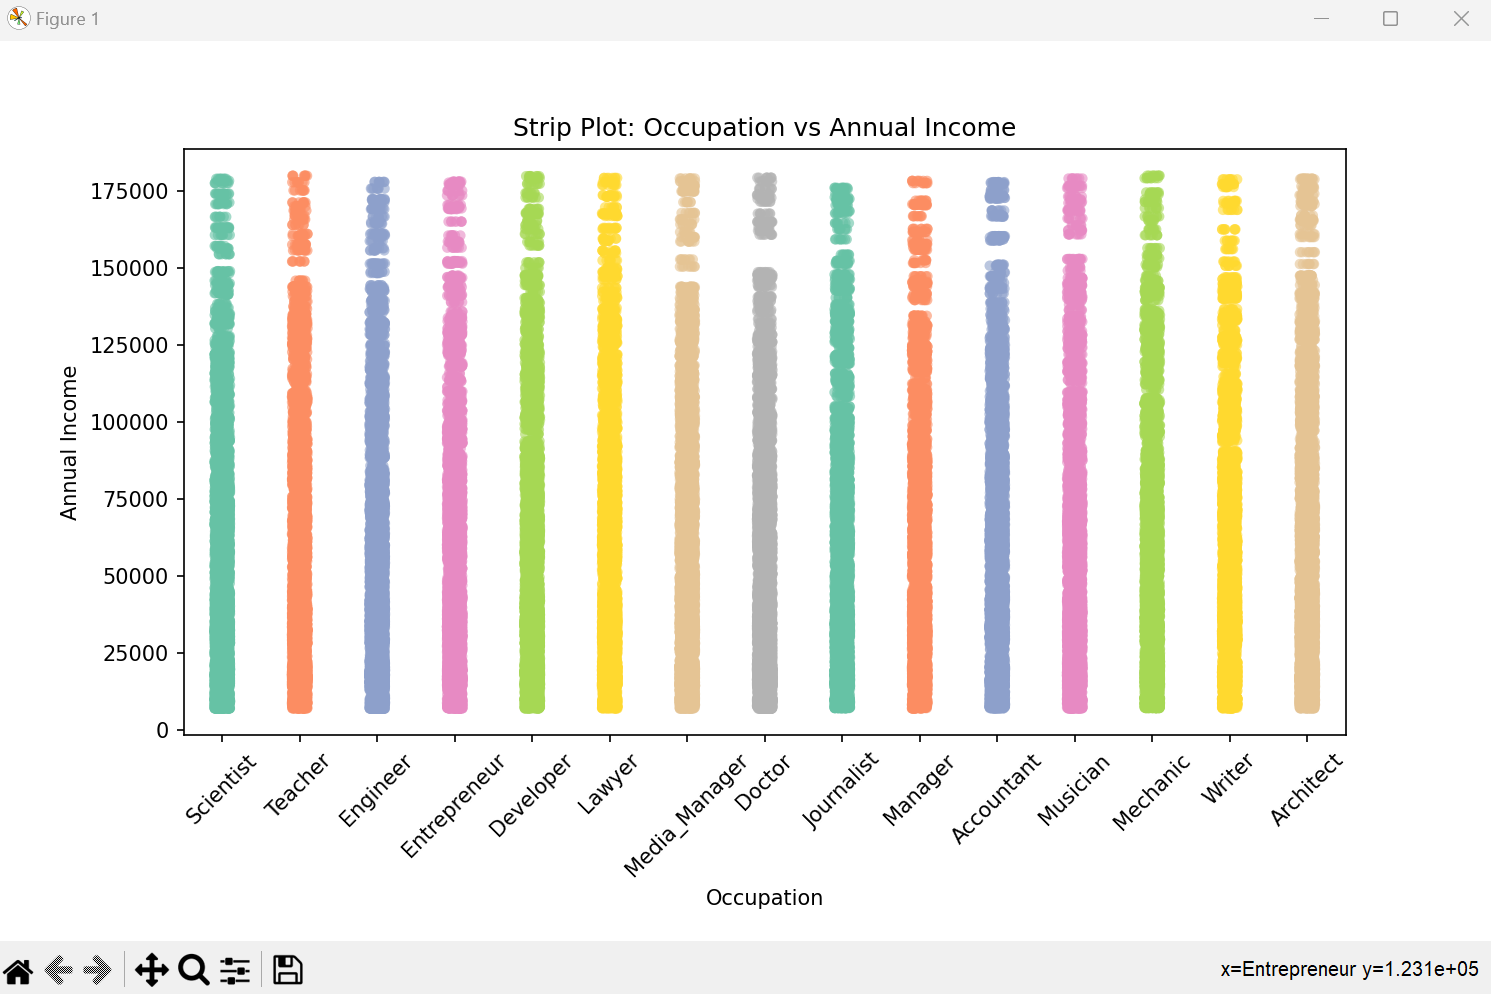 Figure 1
Strip Plot: Occupation vs Annual Income
175000
150000
125000
100000
75000
50000
25000
0
Annual Income
Scientist
Teacher
Engineer
Entrepreneur
Developer
Lawyer
Media_Manager
Doctor
Journalist
Manager
Accountant
Musician
Mechanic
Writer
Architect
Occupation
x=Entrepreneur y=1.231e+05